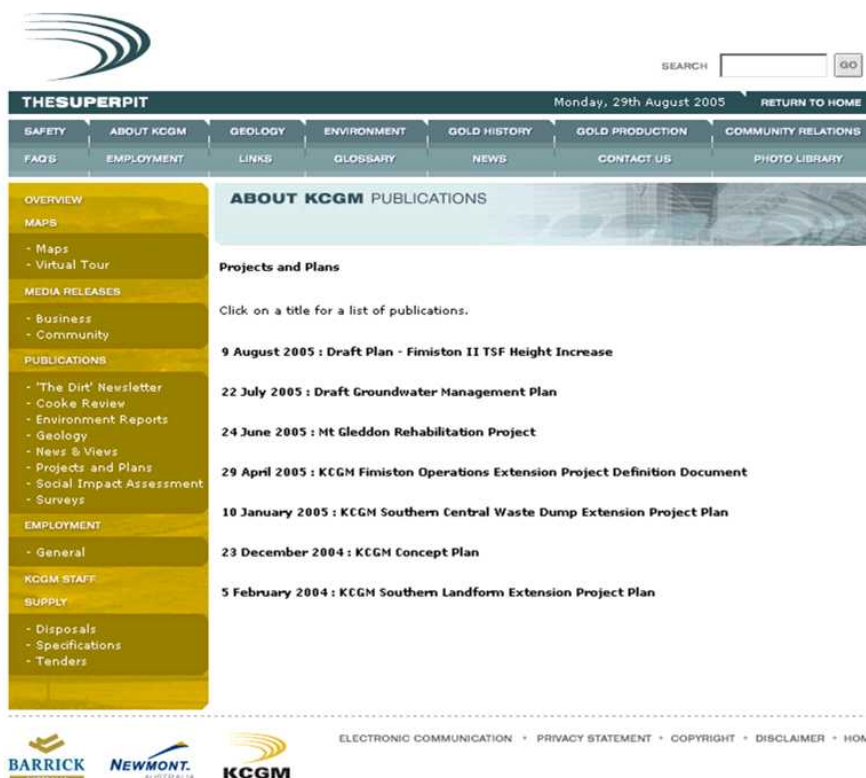 SEARCH GO
THESUPERPIT Monday, 29th August 2005 RETURN TO HOME
SAFETY ABOUT KCGM GEOLOGY ENVIRONMENT GOLD HISTORY GOLD PRODUCTION COMMUNITY RELATIONS
FAQ'S EMPLOYMENT LINKS GLOSSARY NEWS CONTACT US PHOTO LIBRARY
OVERVIEW
MAPS
- Maps
- Virtual Tour
MEDIA RELEASES
- Business
- Community
PUBLICATIONS
- 'The Dirt' Newsletter
- Cooke Review
- Environment Reports
- Geology
- News & Views
- Projects and Plans
- Social Impact Assessment
- Surveys
EMPLOYMENT
- General
KCGM STAFF
SUPPLY
- Disposals
- Specifications
- Tenders
ABOUT KCGM PUBLICATIONS
Projects and Plans
Click on a title for a list of publications.
9 August 2005 : Draft Plan - Fimiston II TSF Height Increase
22 July 2005 : Draft Groundwater Management Plan
24 June 2005 : Mt Gleddon Rehabilitation Project
29 April 2005 : KCGM Fimiston Operations Extension Project Definition Document
10 January 2005 : KCGM Southern Central Waste Dump Extension Project Plan
23 December 2004 : KCGM Concept Plan
5 February 2004 : KCGM Southern Landform Extension Project Plan
ELECTRONIC COMMUNICATION • PRIVACY STATEMENT • COPYRIGHT • DISCLAIMER • HOM
BARRICK NEWMONT. KCGM